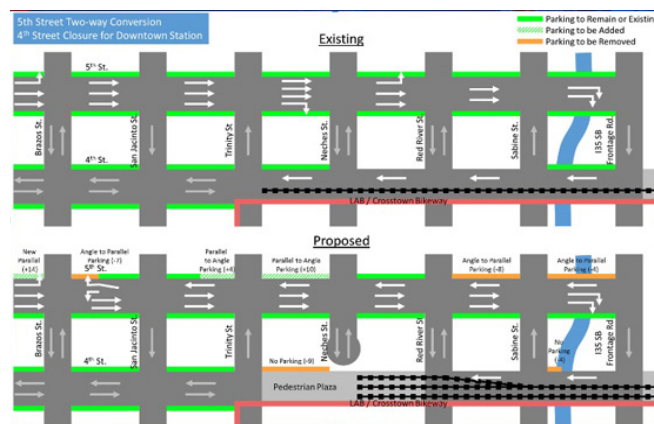 5th Street Two-way Conversion
4th Street Closure for Downtown Station
Parking to Remain or Existing
Parking to be Added
Parking to be Removed
Existing
5th St.
Brazos St.
San Jacinto St.
Trinity St
Neches St.
Red River St.
Sabine St.
I35 SB
Frontage Rd.
4th St.
LAB / Crosstown Bikeway
Proposed
New
Parallel
(+14)
Angle to Parallel
Parking (-7)
Parallel
to Angle
Parking (+4)
Parallel to Angle
Parking (+10)
Angle to Parallel
Parking (-8)
Angle to Parallel
Parking (-4)
5th St.
Brazos St.
San Jacinto St.
Trinity St
Neches St.
Red River St.
Sabine St.
I35 SB
Frontage Rd.
4th St.
No Parking (-9)
No
Parking
(-4)
Pedestrian Plaza
LAB / Crosstown Bikeway